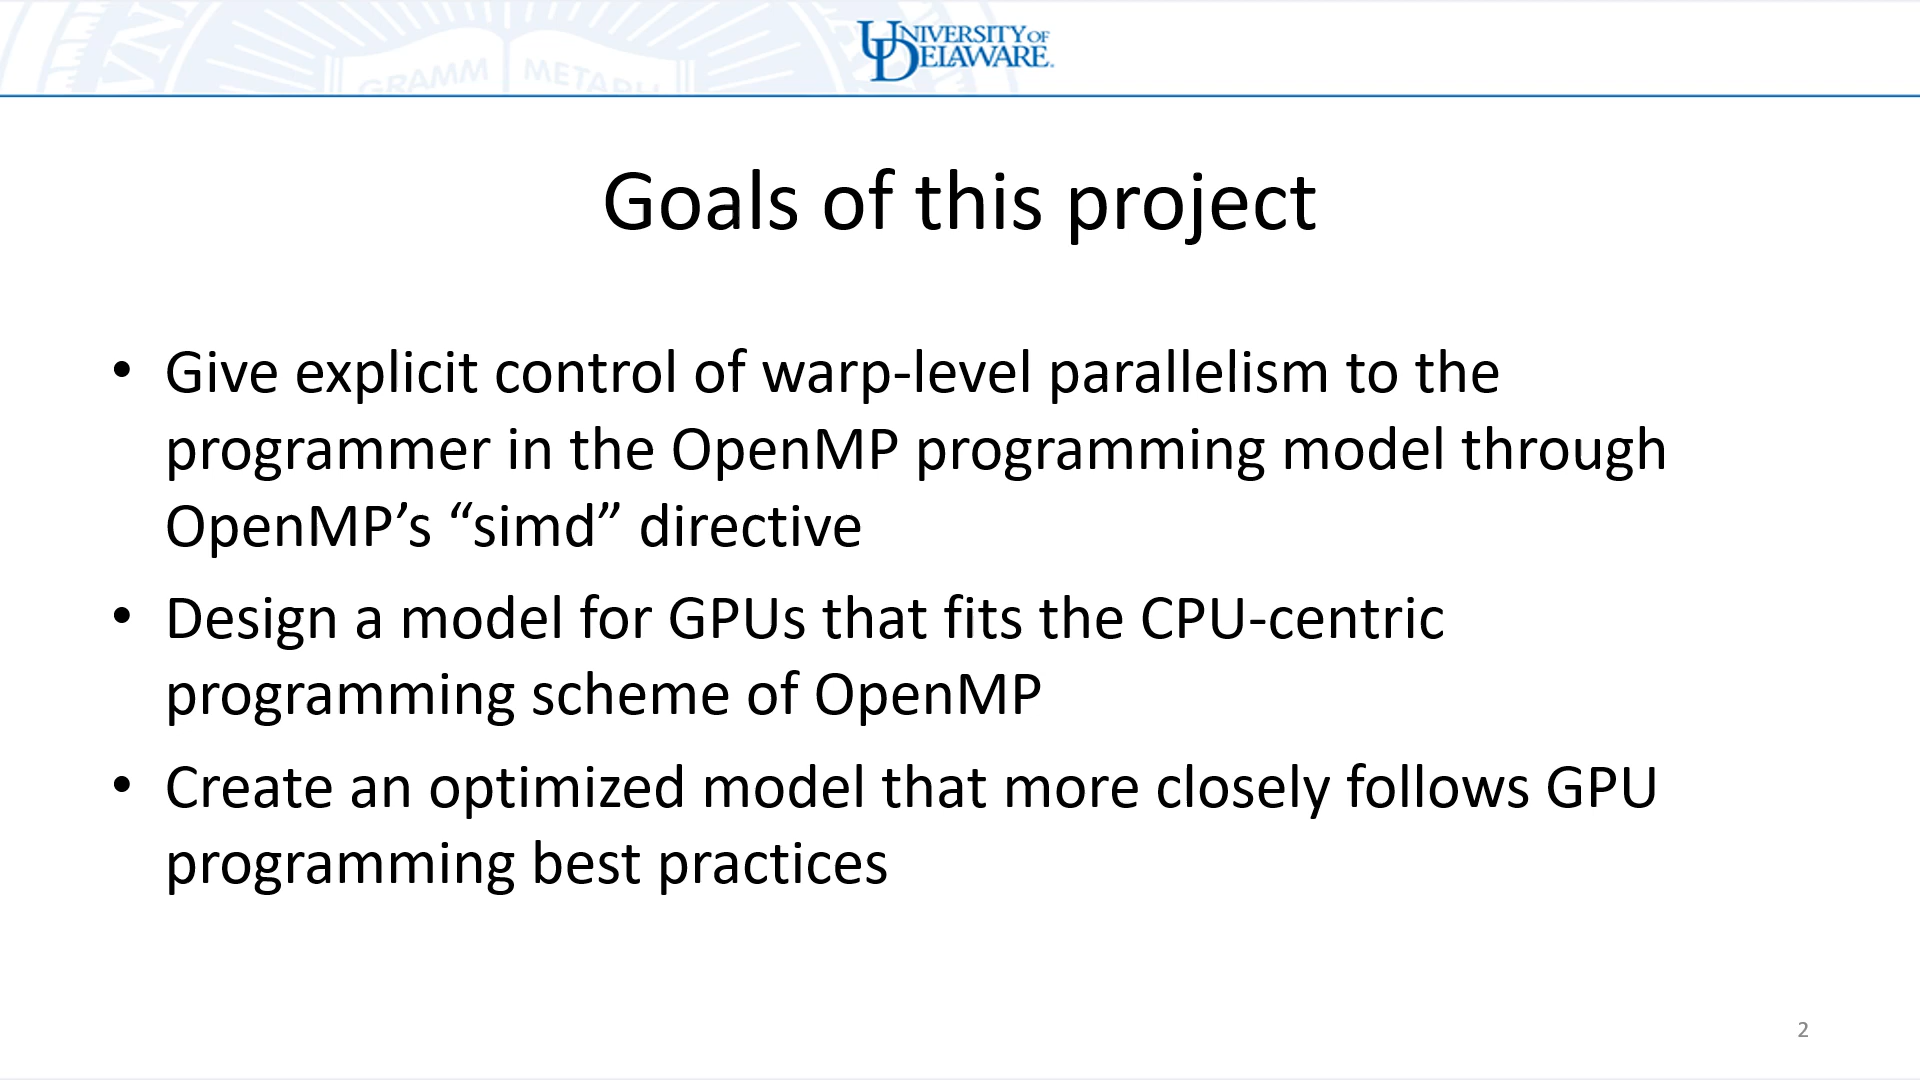 GRAMM METAPH
UNIVERSITY OF
DELAWARE.
Goals of this project
• Give explicit control of warp-level parallelism to the
programmer in the OpenMP programming model through
OpenMP’s “simd” directive
• Design a model for GPUs that fits the CPU-centric
programming scheme of OpenMP
• Create an optimized model that more closely follows GPU
programming best practices
2